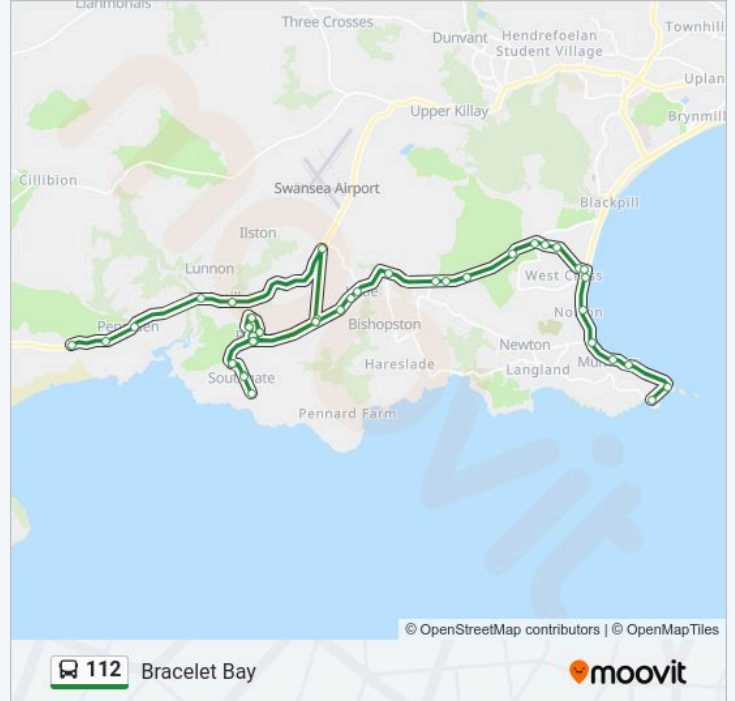 Llanmorlais
Three Crosses
Townhill
Dunvant
Hendrefoelan
Student Village
Uplan
Upper Killay
Brynmill
Cillibion
Swansea Airport
Blackpill
Ilston
Lunnon
West Cross
Bishopston
Newton
Hareslade
Langland
Southgate
Pennard Farm
© OpenStreetMap contributors | © OpenMapTiles
112 Bracelet Bay
moovit